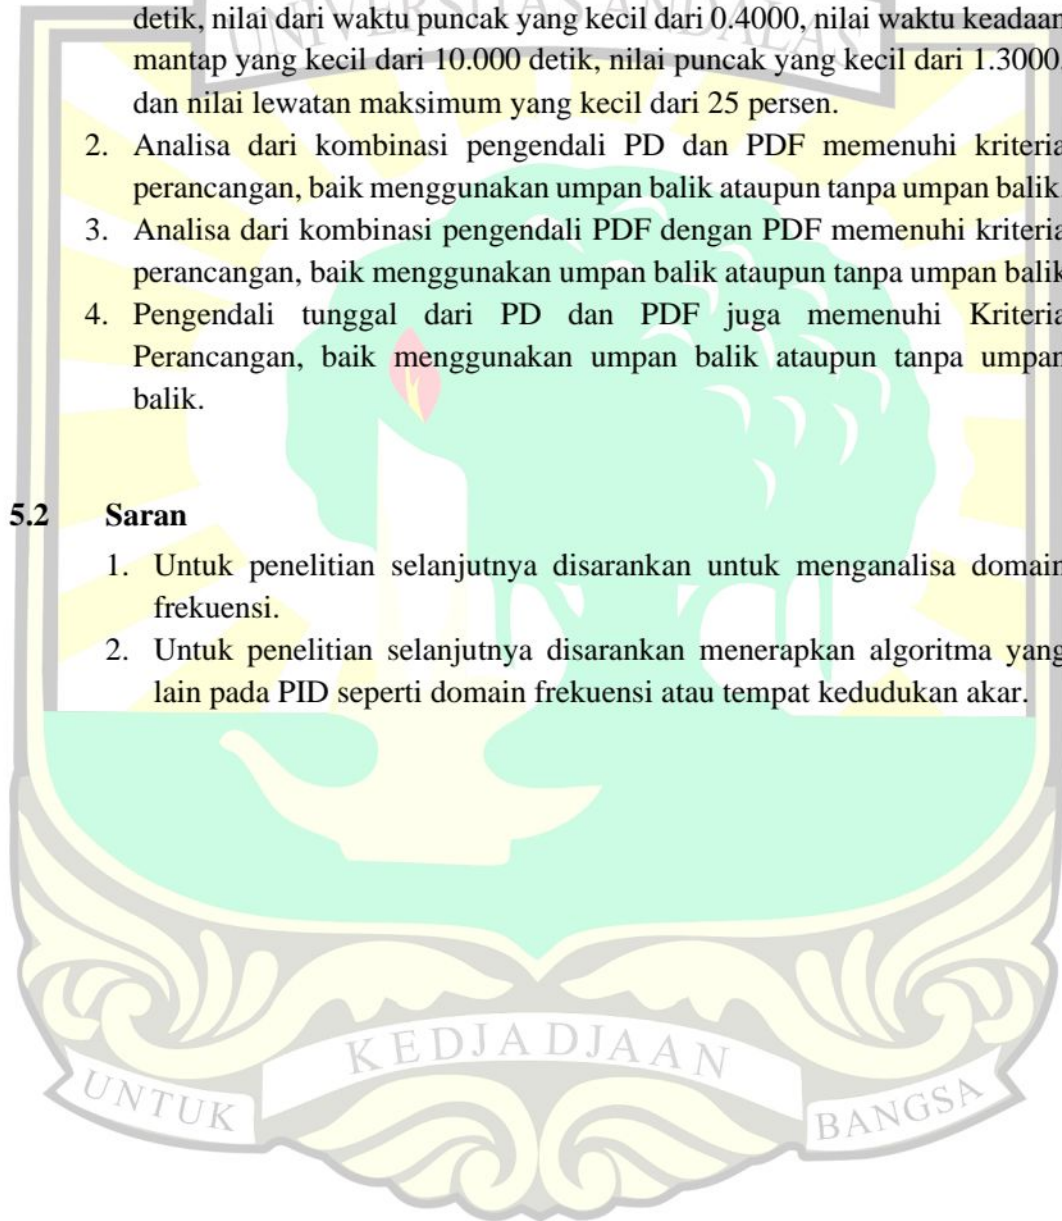 UNIVERSITAS ANDALAS
detik, nilai dari waktu puncak yang kecil dari 0.4000, nilai waktu keadaan
mantap yang kecil dari 10.000 detik, nilai puncak yang kecil dari 1.3000.
dan nilai lewatan maksimum yang kecil dari 25 persen.
2. Analisa dari kombinasi pengendali PD dan PDF memenuhi kriteria
perancangan, baik menggunakan umpan balik ataupun tanpa umpan balik
3. Analisa dari kombinasi pengendali PDF dengan PDF memenuhi kriteria
perancangan, baik menggunakan umpan balik ataupun tanpa umpan balik
4. Pengendali tunggal dari PD dan PDF juga memenuhi Kriteria
Perancangan, baik menggunakan umpan balik ataupun tanpa umpan
balik.
5.2 Saran
1. Untuk penelitian selanjutnya disarankan untuk menganalisa domain
frekuensi.
2. Untuk penelitian selanjutnya disarankan menerapkan algoritma yang
lain pada PID seperti domain frekuensi atau tempat kedudukan akar.
UNTUK KEDJADJAAN BANGSA